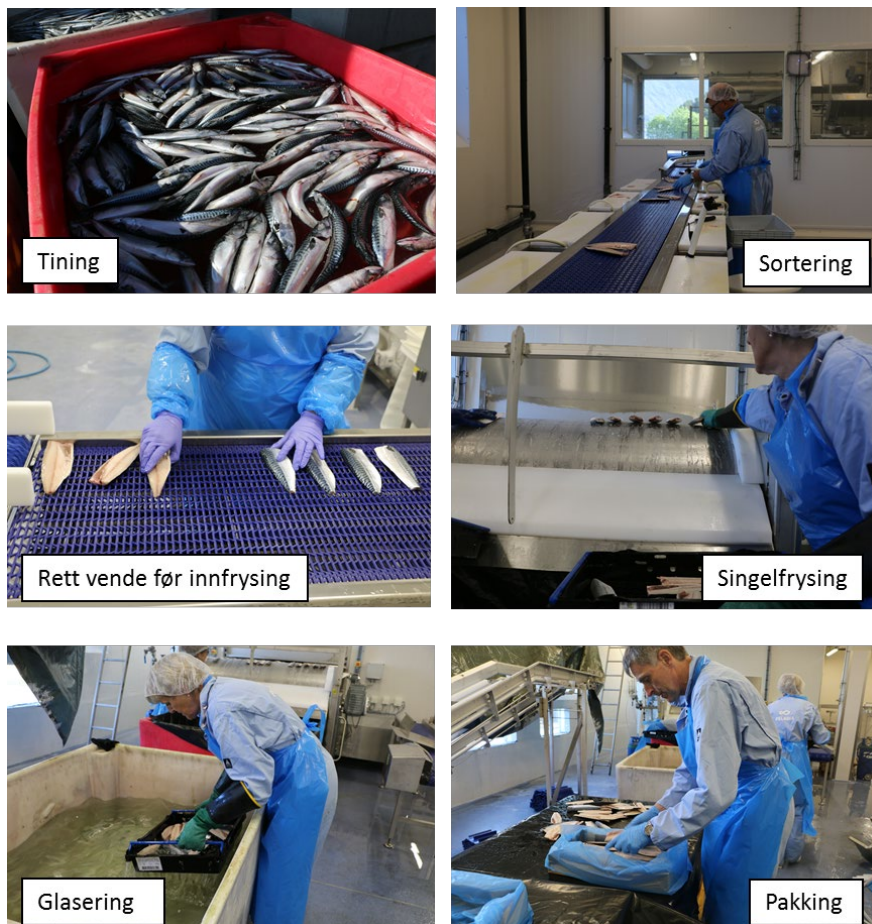 Tining
Sortering
Rett vende før innfrysing
Singelfrysing
Glasering
Pakking